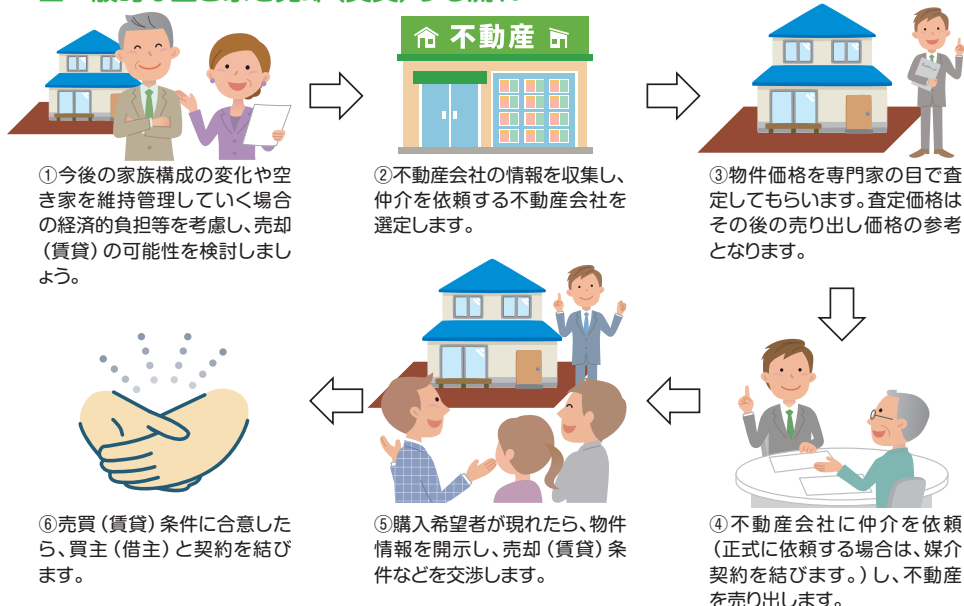 不動産
①今後の家族構成の変化や空
き家を維持管理していく場合
の経済的負担等を考慮し、売却
(賃貸)の可能性を検討しまし
ょう。
②不動産会社の情報を収集し、
仲介を依頼する不動産会社を
選定します。
③物件価格を専門家の目で査
定してもらいます。査定価格は
その後の売り出し価格の参考
となります。
④不動産会社に仲介を依頼
(正式に依頼する場合は、媒介
契約を結びます。)し、不動産
を売り出します。
⑤購入希望者が現れたら、物件
情報を開示し、売却(賃貸)条
件などを交渉します。
⑥売買(賃貸)条件に合意した
ら、買主(借主)と契約を結び
ます。